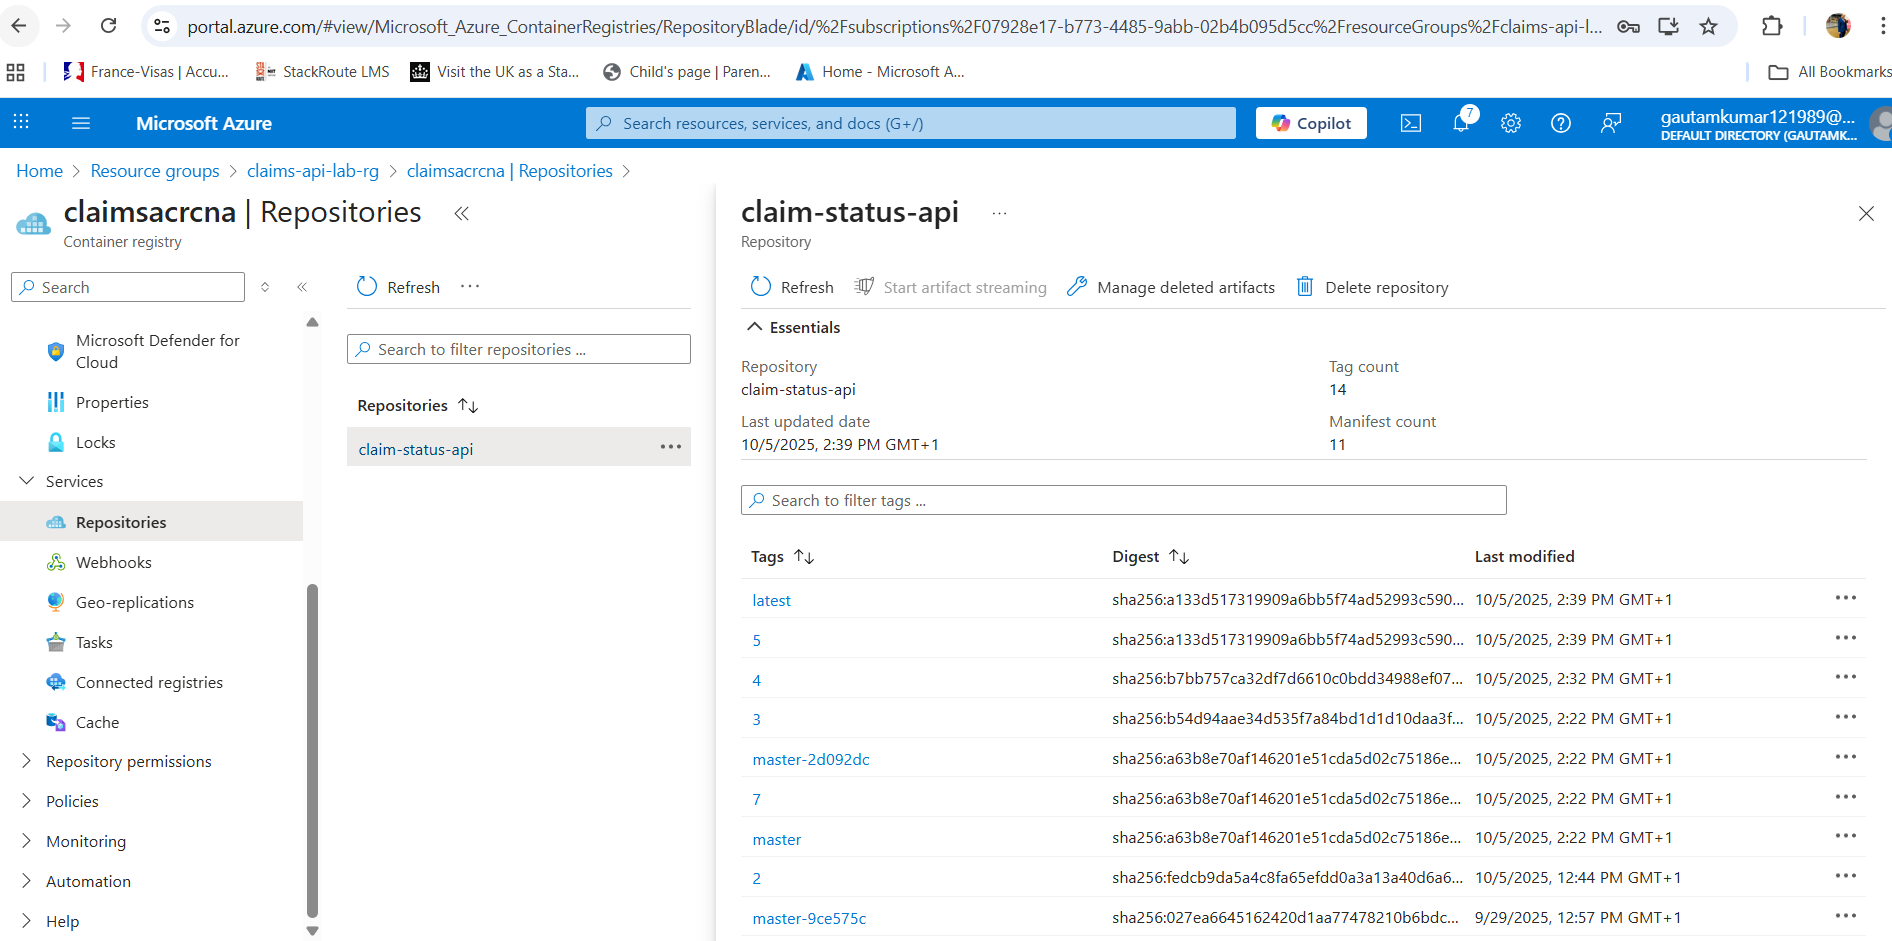 portal.azure.com/#view/Microsoft_Azure_ContainerRegistries/RepositoryBlade/id/%2Fsubscriptions%2F07928e17-b773-4485-9abb-02b4b095d5cc%2FresourceGroups%2Fclaims-api-l...
France-Visas | Accu...
StackRoute LMS
Visit the UK as a Sta...
Child's page | Paren...
Home - Microsoft A...
All Bookmarks
Microsoft Azure
Search resources, services, and docs (G+/)
Copilot
7
gautamkumar121989@...
DEFAULT DIRECTORY (GAUTAMK...
Home > Resource groups > claims-api-lab-rg > claimsacrcna | Repositories >
claimsacrcna | Repositories
Container registry
Search
Microsoft Defender for
Cloud
Properties
Locks
Services
Repositories
Webhooks
Geo-replications
Tasks
Connected registries
Cache
Repository permissions
Policies
Monitoring
Automation
Help
Refresh
Search to filter repositories ...
Repositories
claim-status-api
claim-status-api
Repository
Refresh
Start artifact streaming
Manage deleted artifacts
Delete repository
Essentials
Repository
claim-status-api
Tag count
14
Last updated date
10/5/2025, 2:39 PM GMT+1
Manifest count
11
Search to filter tags ...
Tags Digest Last modified
latest sha256:a133d517319909a6bb5f74ad52993c590... 10/5/2025, 2:39 PM GMT+1
5 sha256:a133d517319909a6bb5f74ad52993c590... 10/5/2025, 2:39 PM GMT+1
4 sha256:b7bb757ca32df7d6610c0bdd34988ef07... 10/5/2025, 2:32 PM GMT+1
3 sha256:b54d94aae34d535f7a84bd1d1d10daa3f... 10/5/2025, 2:22 PM GMT+1
master-2d092dc sha256:a63b8e70af146201e51cda5d02c75186e... 10/5/2025, 2:22 PM GMT+1
7 sha256:a63b8e70af146201e51cda5d02c75186e... 10/5/2025, 2:22 PM GMT+1
master sha256:a63b8e70af146201e51cda5d02c75186e... 10/5/2025, 2:22 PM GMT+1
2 sha256:fedcb9da5a4c8fa65efdd0a3a13a40d6a6... 10/5/2025, 12:44 PM GMT+1
master-9ce575c sha256:027ea6645162420d1aa77478210b6bdc... 9/29/2025, 12:57 PM GMT+1